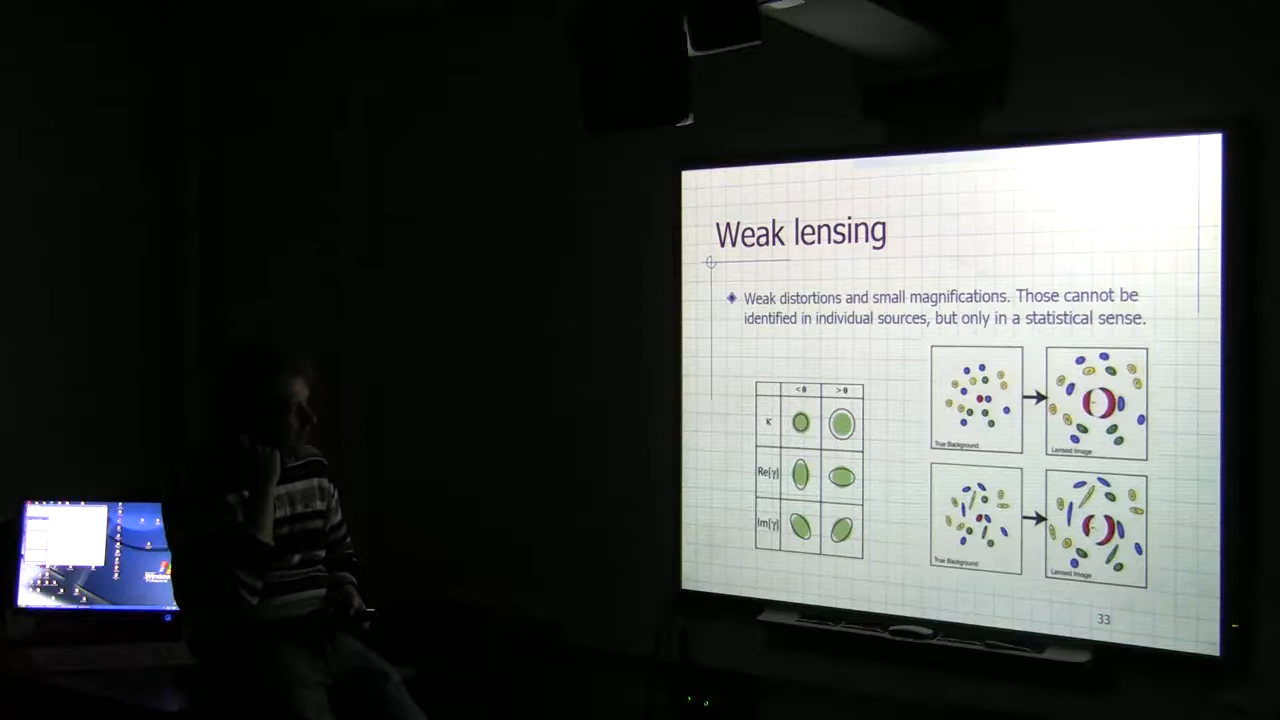 Weak lensing
Weak distortions and small magnifications. Those cannot be
identified in individual sources, but only in a statistical sense.
< 0 > 0
κ
Re[γ]
Im[γ]
True Background
Lensed Image
True Background
Lensed Image
33
Windows